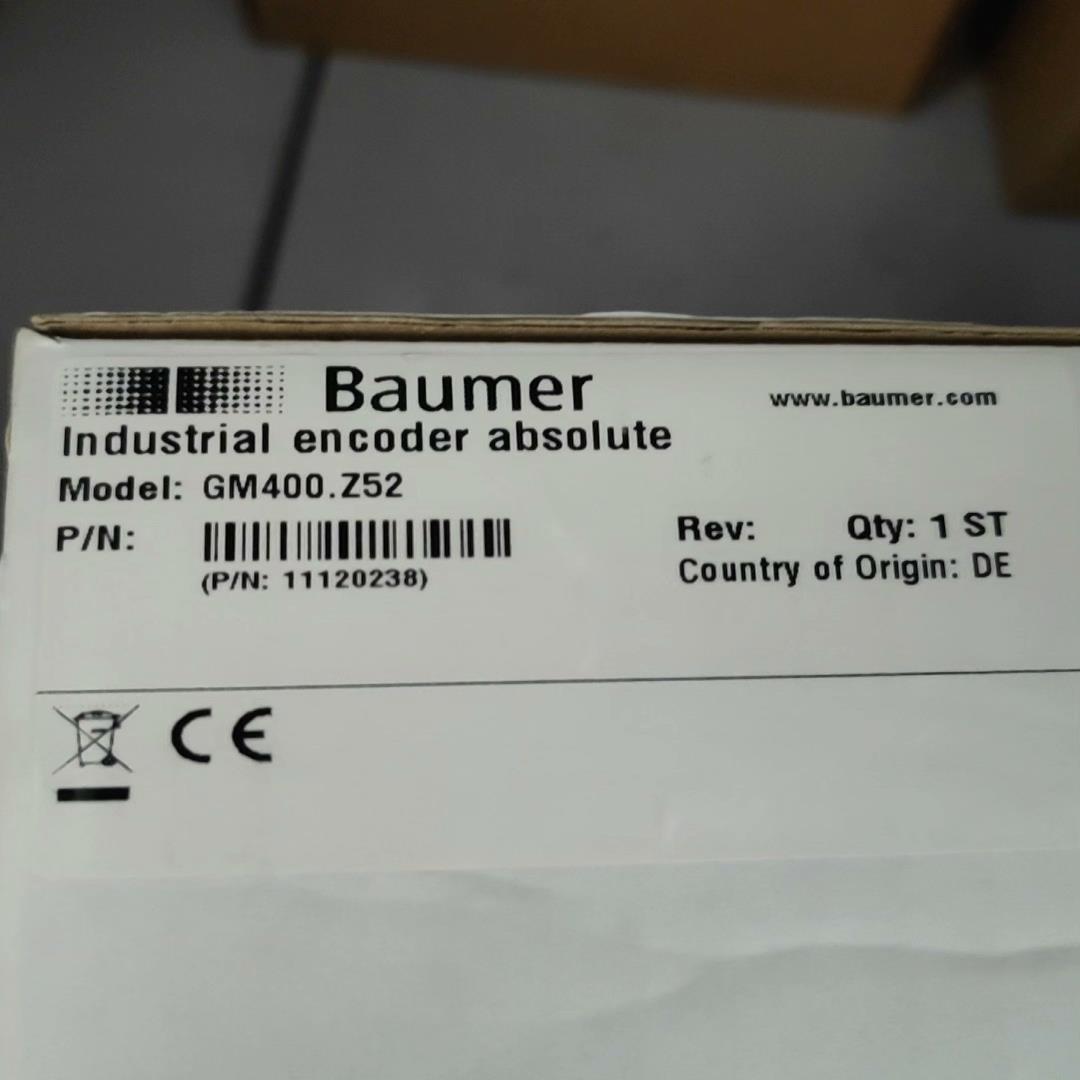 Baumer
www.baumer.com
Industrial encoder absolute
Model: GM400.Z52
P/N:
(P/N: 11120238)
Rev: Qty: 1 ST
Country of Origin: DE
CE